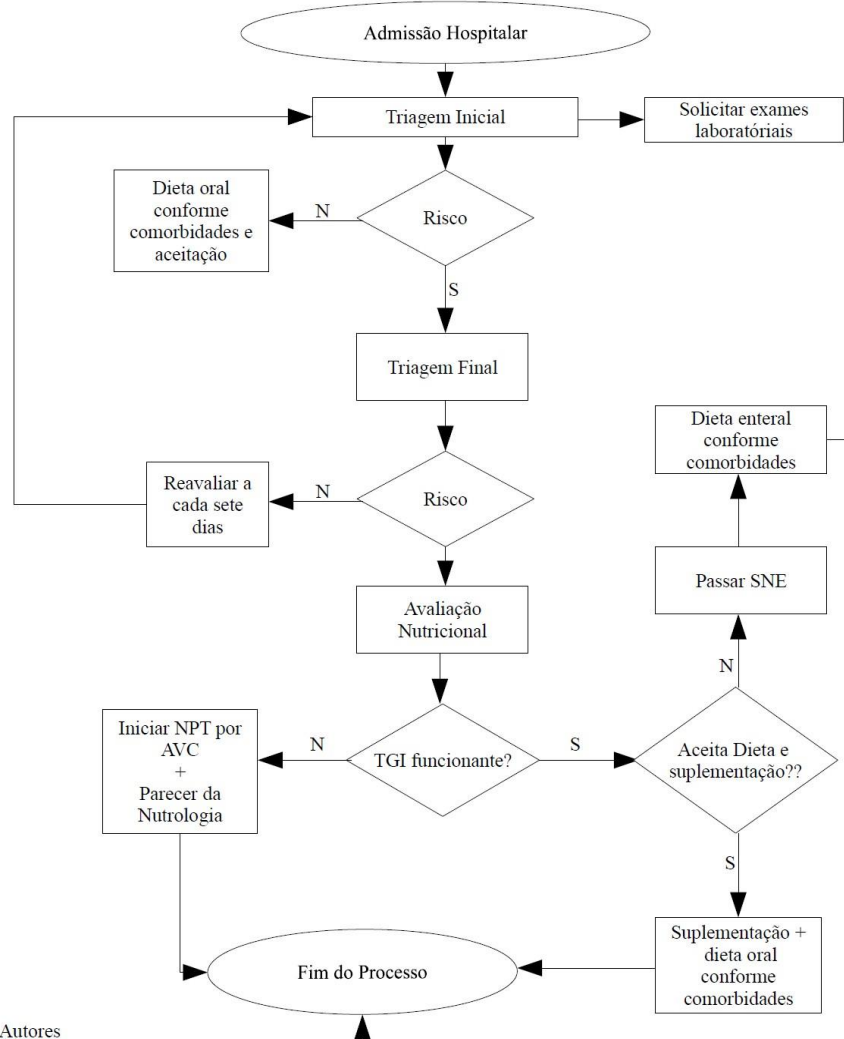 Admissão Hospitalar
Triagem Inicial
Solicitar exames
laboratóriais
Dieta oral
conforme
comorbidades e
aceitação
N
Risco
S
Triagem Final
Dieta enteral
conforme
comorbidades
Reavaliar a
cada sete
dias
N
Risco
Passar SNE
Avaliação
Nutricional
N
Iniciar NPT por
AVC
+
Parecer da
Nutrologia
N
TGI funcionante?
S
Aceita Dieta e
suplementação??
S
Suplementação +
dieta oral
conforme
comorbidades
Fim do Processo
Autores